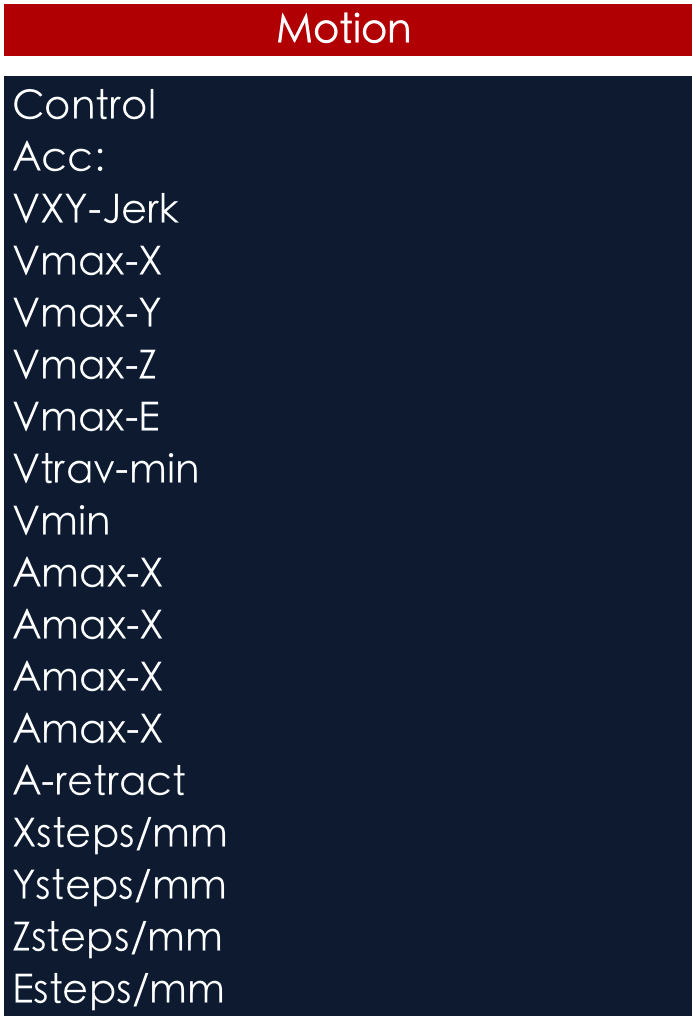 Motion
Control
Acc:
VXY-Jerk
Vmax-X
Vmax-Y
Vmax-Z
Vmax-E
Vtrav-min
Vmin
Amax-X
Amax-X
Amax-X
Amax-X
A-retract
Xsteps/mm
Ysteps/mm
Zsteps/mm
Esteps/mm